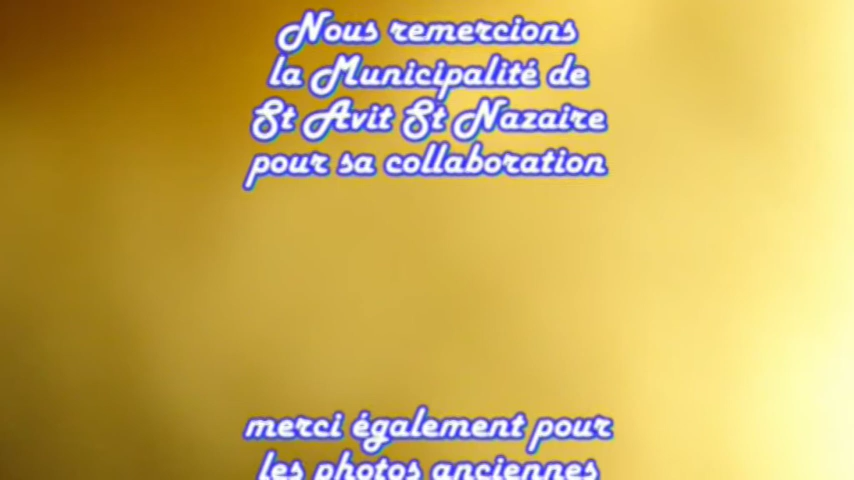 Nous remercions
la Municipalité de
St Avit St Nazaire
pour sa collaboration
merci également pour
les photos anciennes